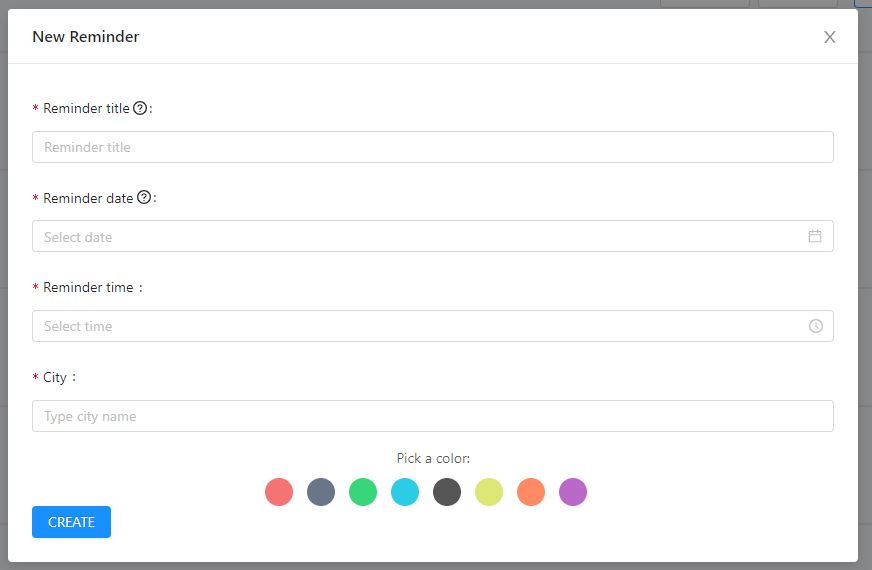 New Reminder
* Reminder title ? :
Reminder title
* Reminder date ? :
Select date
* Reminder time :
Select time
* City :
Type city name
Pick a color:
CREATE